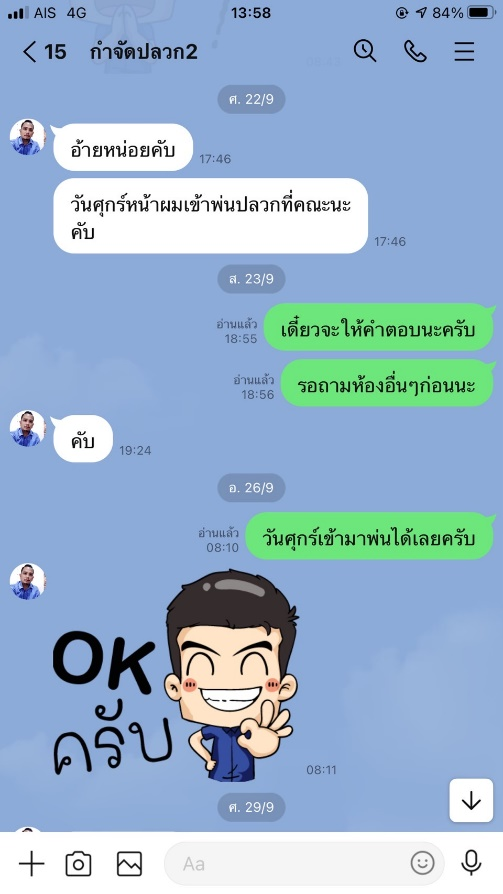 AIS 4G 13:58 84%
15 กำจัดปลวก2
ศ. 22/9
อ้ายหน่อยคับ
17:46
วันศุกร์หน้าผมเข้าพ่นปลวกที่คณะนะ
คับ
17:46
ส. 23/9
อ่านแล้ว
18:55
เดี๋ยวจะให้คำตอบนะครับ
อ่านแล้ว
18:56
รอถามห้องอื่นๆก่อนนะ
คับ
19:24
อ. 26/9
อ่านแล้ว
08:10
วันศุกร์เข้ามาพ่นได้เลยครับ
OK
ครับ
08:11
ศ. 29/9
Aa